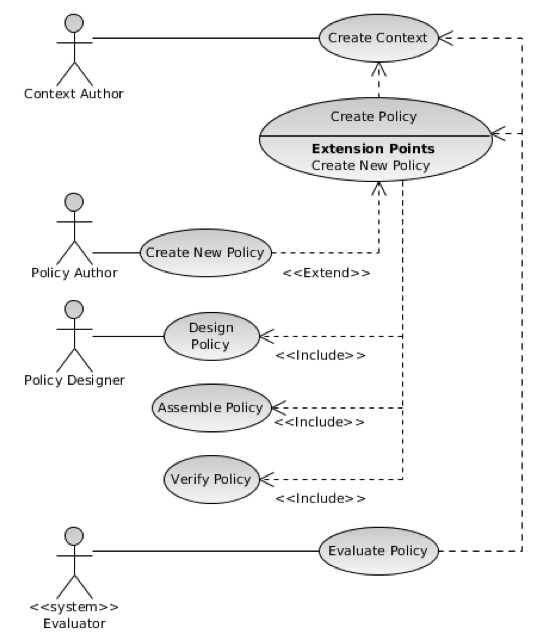 Create Context
Context Author
Create Policy
Extension Points
Create New Policy
Create New Policy
Policy Author
<<Extend>>
Design
Policy
<<Include>>
Policy Designer
Assemble Policy
<<Include>>
Verify Policy
<<Include>>
Evaluate Policy
<<system>>
Evaluator